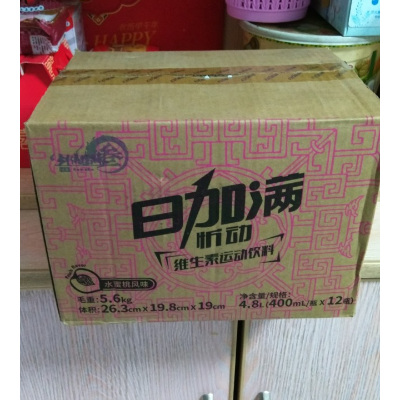 HAPPY
日加满
忻动
维生素运动饮料
水蜜桃风味
毛重：5.6kg
体积：26.3cm×19.8cm×19cm
净含量/规格：
4.8L(400mL/瓶×12瓶)